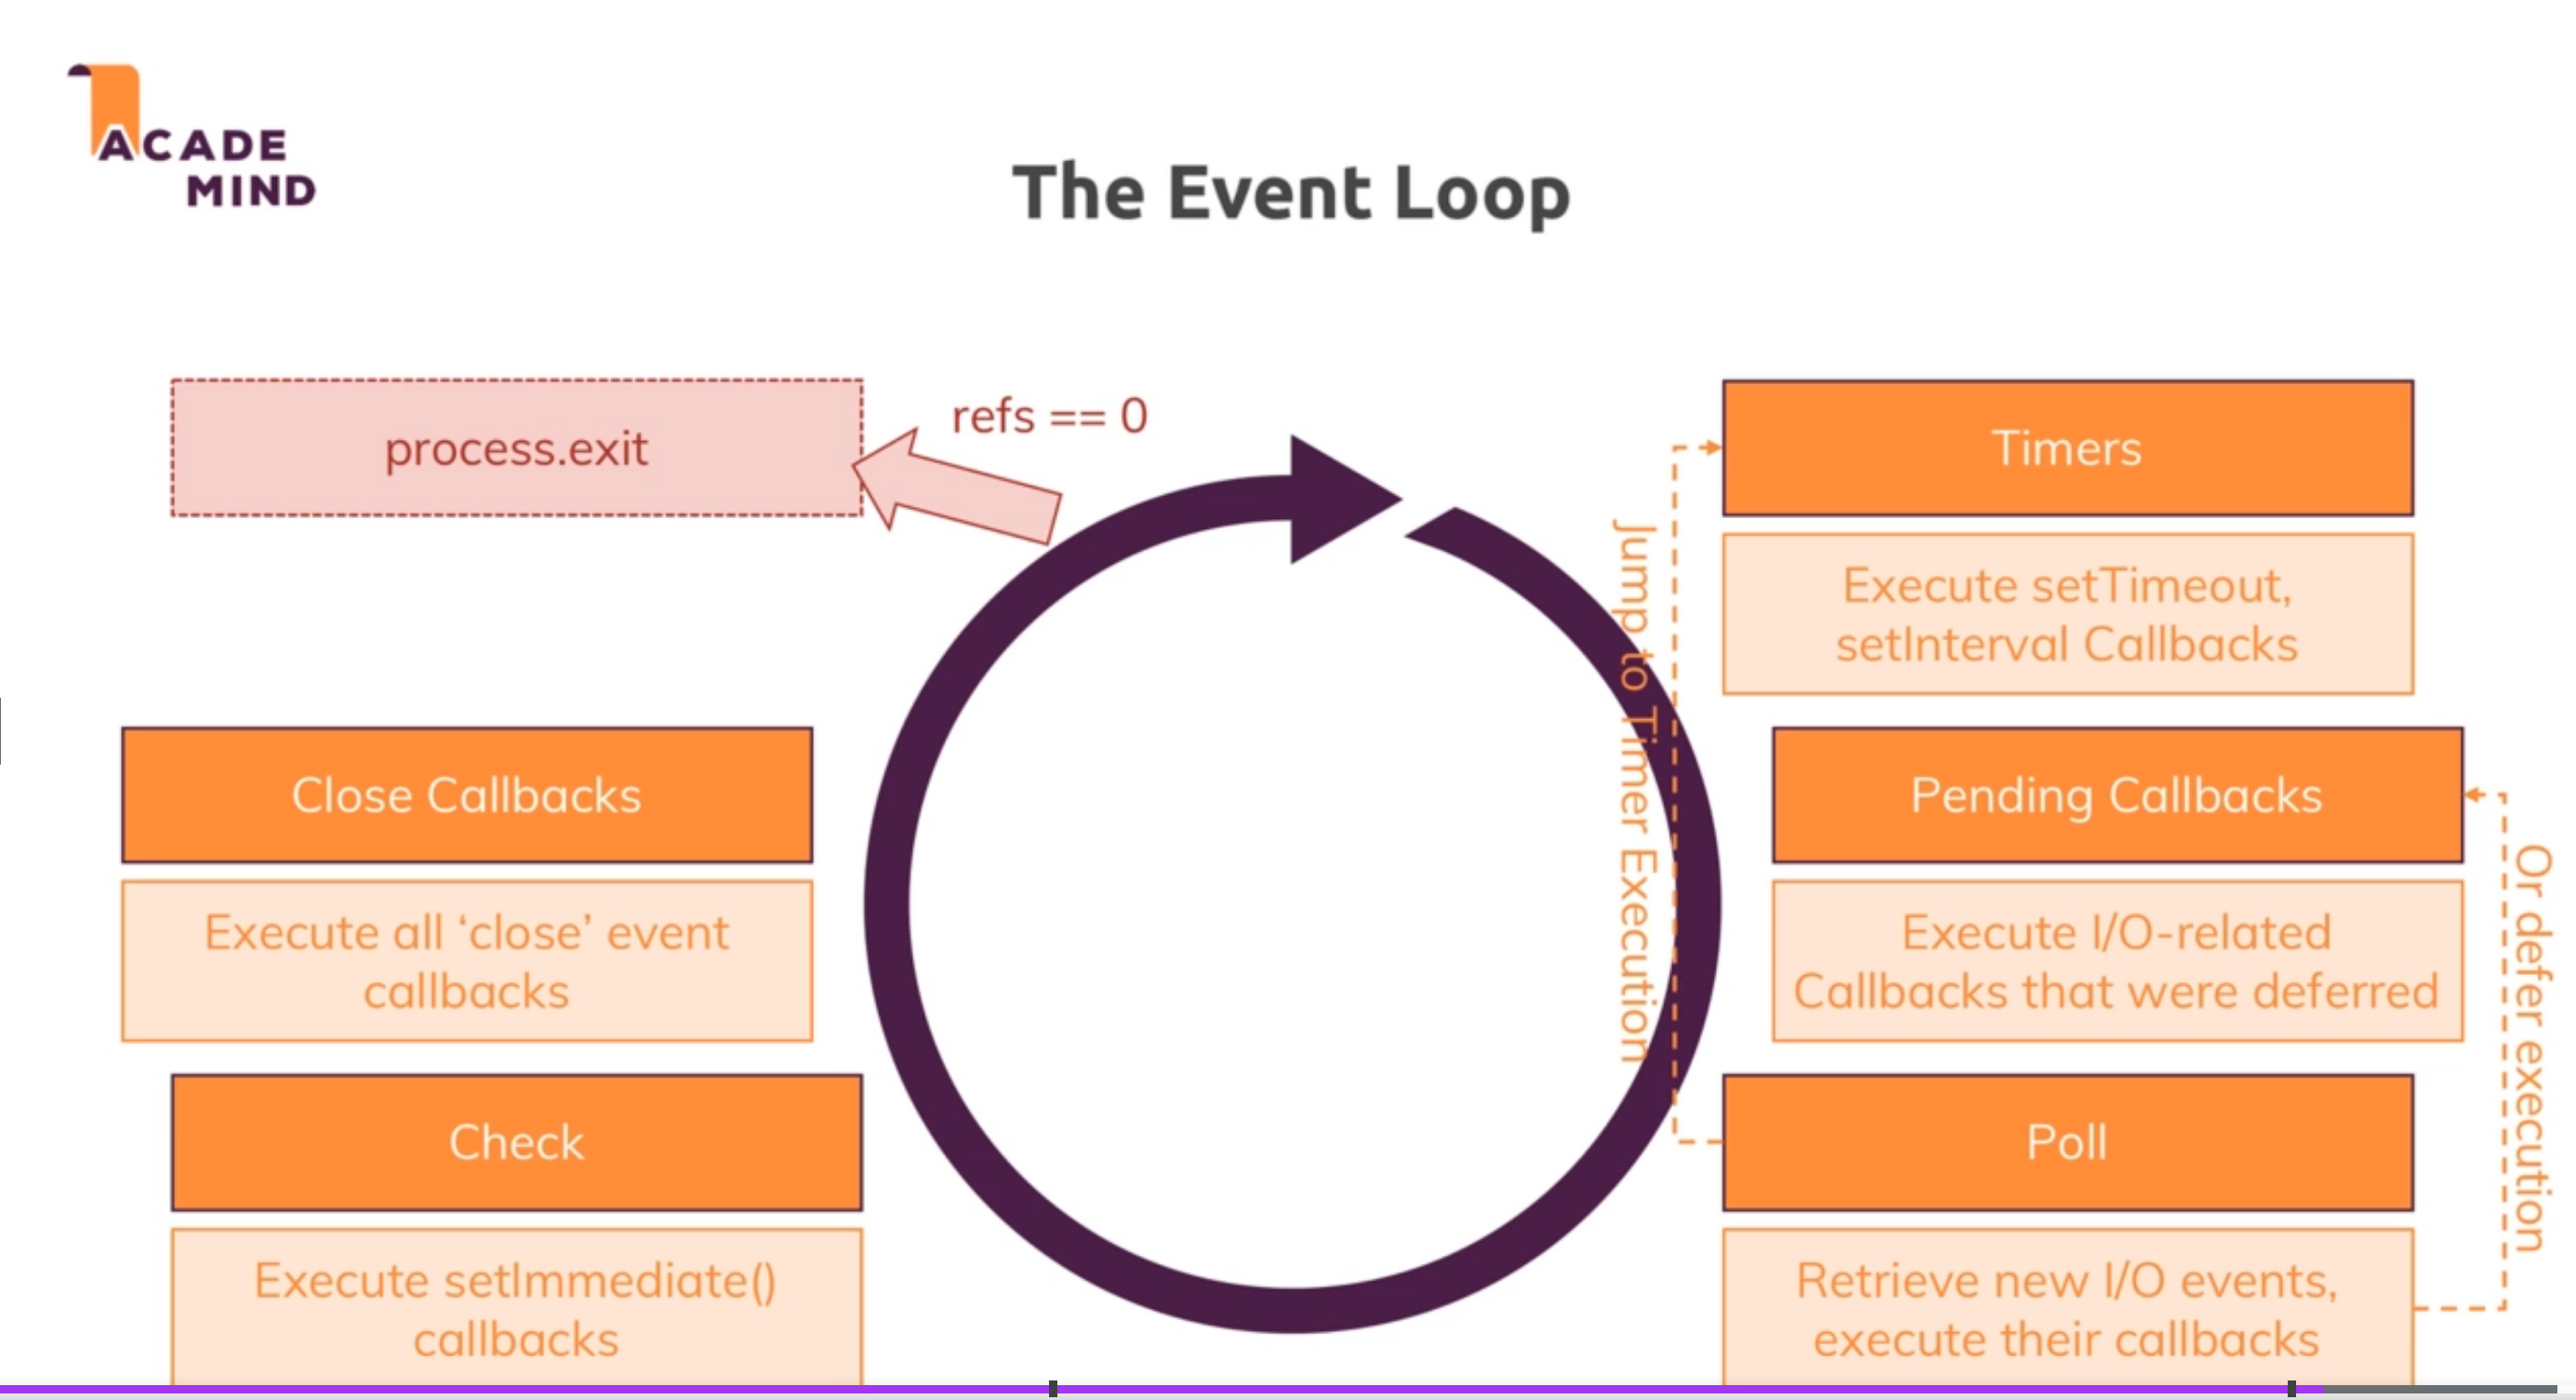 ACADE
MIND
The Event Loop
process.exit
refs == 0
Timers
Execute setTimeout,
setInterval Callbacks
Jump to Timer Execution
Close Callbacks
Execute all ‘close’ event
callbacks
Pending Callbacks
Execute I/O-related
Callbacks that were deferred
Or defer execution
Check
Execute setImmediate()
callbacks
Poll
Retrieve new I/O events,
execute their callbacks